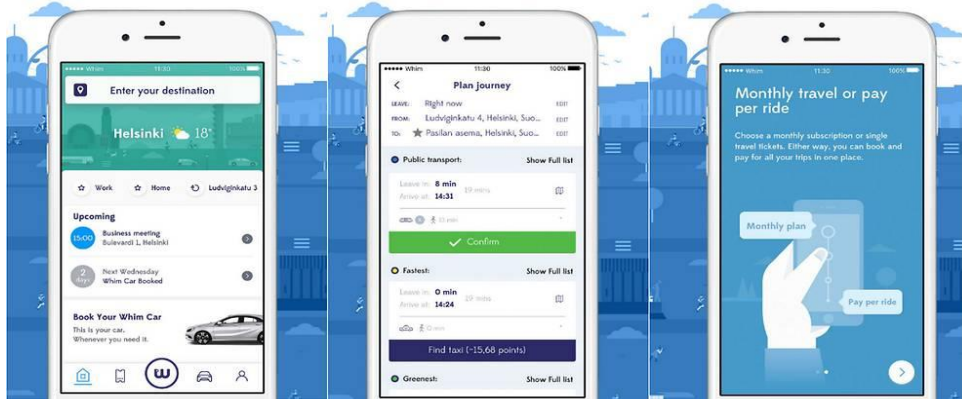 Whim 11:30 100%
Enter your destination
Helsinki 18°
Work Home Ludviginkatu 3
Upcoming
15:00 Business meeting
Bulevardi 1, Helsinki
2 days Next Wednesday
Whim Car Booked
Book Your Whim Car
This is your car.
Whenever you need it.
W
Whim 11:30 100%
Plan Journey
LEAVE: Right now EDIT
FROM: Ludviginkatu 4, Helsinki, Suo... EDIT
TO: Pasilan asema, Helsinki, Suo... EDIT
Public transport: Show Full list
Leave in: 8 min 19 mins
Arrive at: 14:31
Confirm
Fastest: Show Full list
Leave in: 0 min 29 mins
Arrive at: 14:24
0 min
Find taxi (~15,68 points)
Greenest: Show Full list
Whim 11:30 100%
Monthly travel or pay
per ride
Choose a monthly subscription or single
travel tickets. Either way, you can book and
pay for all your trips in one place.
Monthly plan
Pay per ride